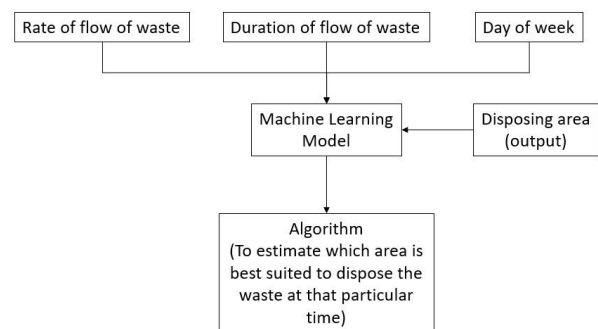 Rate of flow of waste
Duration of flow of waste
Day of week
Machine Learning
Model
Disposing area
(output)
Algorithm
(To estimate which area is
best suited to dispose the
waste at that particular
time)